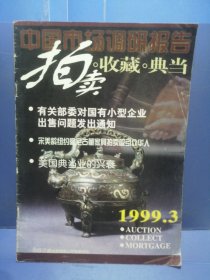 中国市场调研报告
拍卖。收藏。典当
• 有关部委对国有小型企业
出售问题发出通知
• 美国典当业的兴衰
1999.3
• AUCTION
• COLLECT
• MORTGAGE